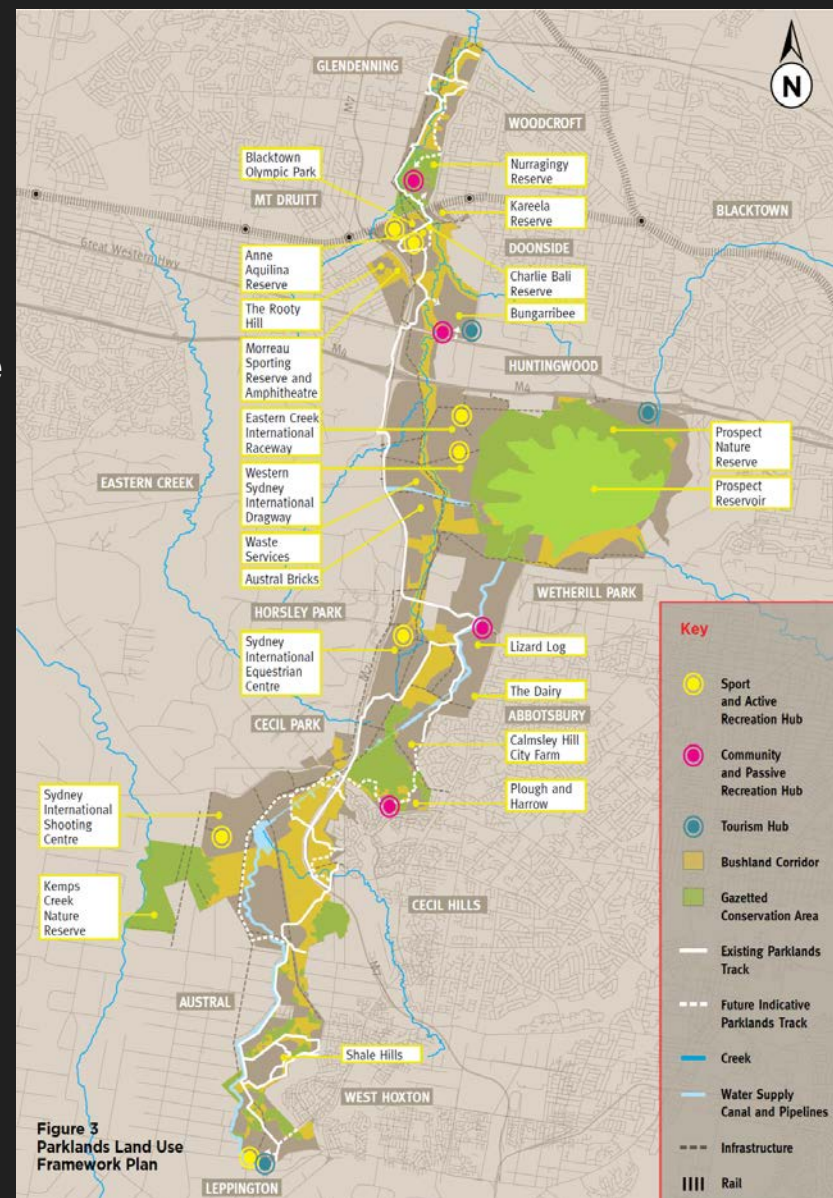 N
GLENDENNING
M7
WOODCROFT
Blacktown
Olympic Park
Nurragingy
Reserve
MT DRUITT
Kareela
Reserve
BLACKTOWN
Great Western Hwy
DOONSIDE
Anne
Aquilina
Reserve
Charlie Bali
Reserve
The Rooty
Hill
Bungarribee
Morreau
Sporting
Reserve and
Amphitheatre
M4
HUNTINGWOOD
M4
Eastern Creek
International
Raceway
Prospect
Nature
Reserve
EASTERN CREEK
Western
Sydney
International
Dragway
Prospect
Reservoir
Waste
Services
Austral Bricks
WETHERILL PARK
HORSLEY PARK
Sydney
International
Equestrian
Centre
M7
Lizard Log
The Dairy
CECIL PARK
ABBOTSBURY
Calmsley Hill
City Farm
Plough and
Harrow
Sydney
International
Shooting
Centre
Kemps
Creek
Nature
Reserve
CECIL HILLS
M7
AUSTRAL
Shale Hills
WEST HOXTON
LEPPINGTON
Figure 3
Parklands Land Use
Framework Plan
Key
Sport
and Active
Recreation Hub
Community
and Passive
Recreation Hub
Tourism Hub
Bushland Corridor
Gazetted
Conservation Area
Existing Parklands
Track
Future Indicative
Parklands Track
Creek
Water Supply
Canal and Pipelines
Infrastructure
Rail